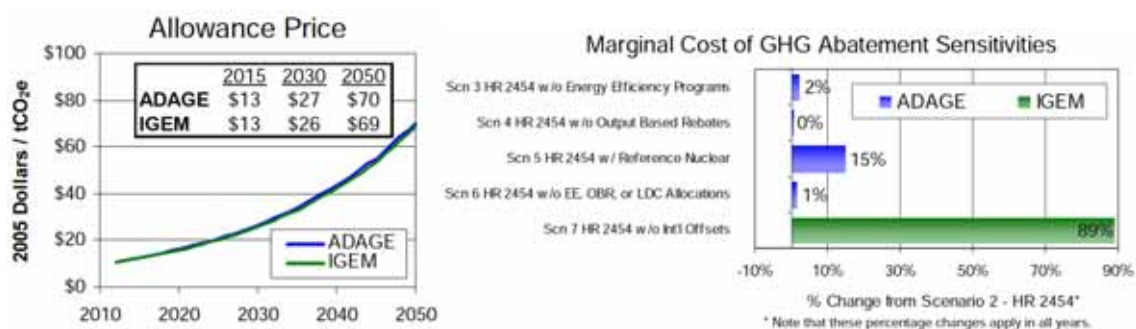 Allowance Price
$100
$80
$60
$40
$20
$0
2005 Dollars / tCO₂e
2015 2030 2050
ADAGE $13 $27 $70
IGEM $13 $26 $69
ADAGE
IGEM
2010 2020 2030 2040 2050
Marginal Cost of GHG Abatement Sensitivities
Scn 3 HR 2454 w/o Energy Efficiency Programs
Scn 4 HR 2454 w/o Output Based Rebates
Scn 5 HR 2454 w/ Reference Nuclear
Scn 6 HR 2454 w/o EE, OBR, or LDC Allocations
Scn 7 HR 2454 w/o Int'l Offsets
2%
0%
15%
1%
89%
ADAGE IGEM
-10% 10% 30% 50% 70% 90%
% Change from Scenario 2 - HR 2454*
* Note that these percentage changes apply in all years.